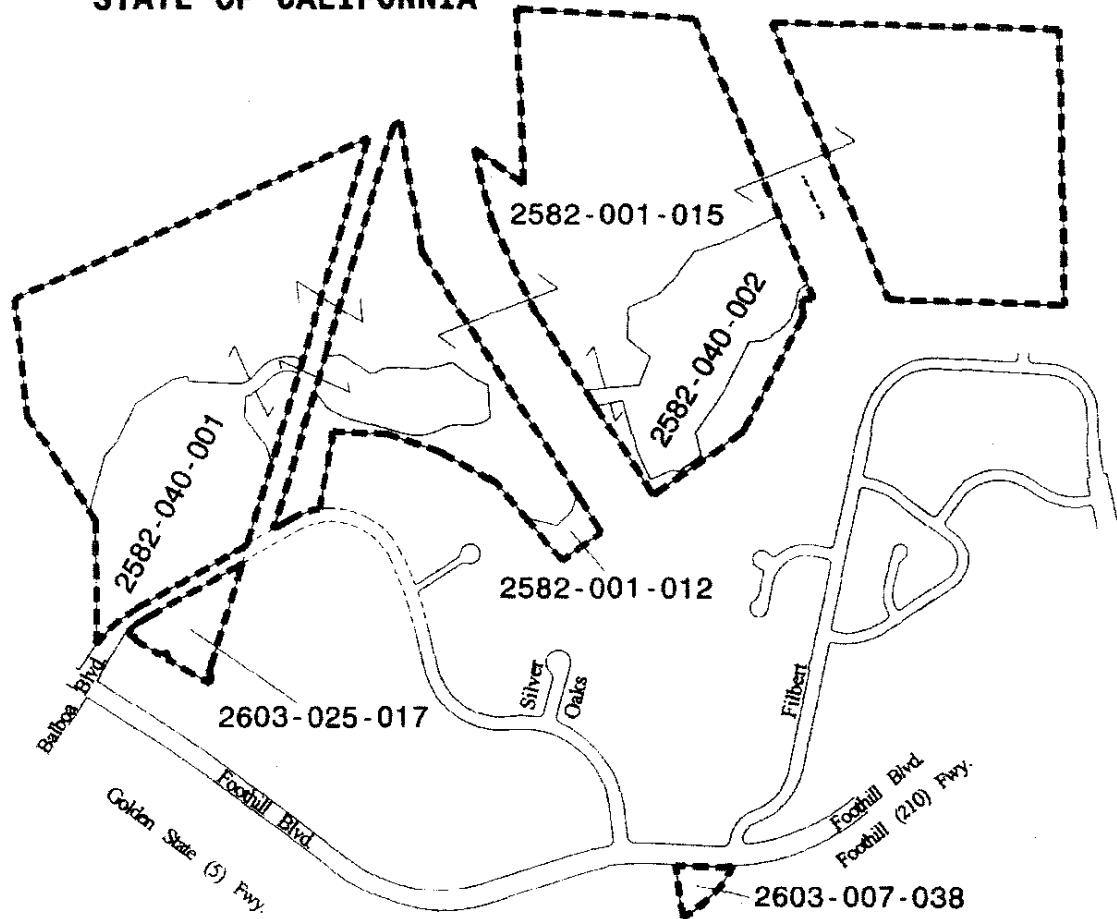 STATE OF CALIFORNIA
2582-001-015
2582-040-002
2582-040-001
2582-001-012
2603-025-017
Silver
Oaks
Filbert
Balboa Blvd.
Foothill Blvd.
Golden State (5) Fwy.
Foothill Blvd.
Foothill (210) Fwy.
2603-007-038